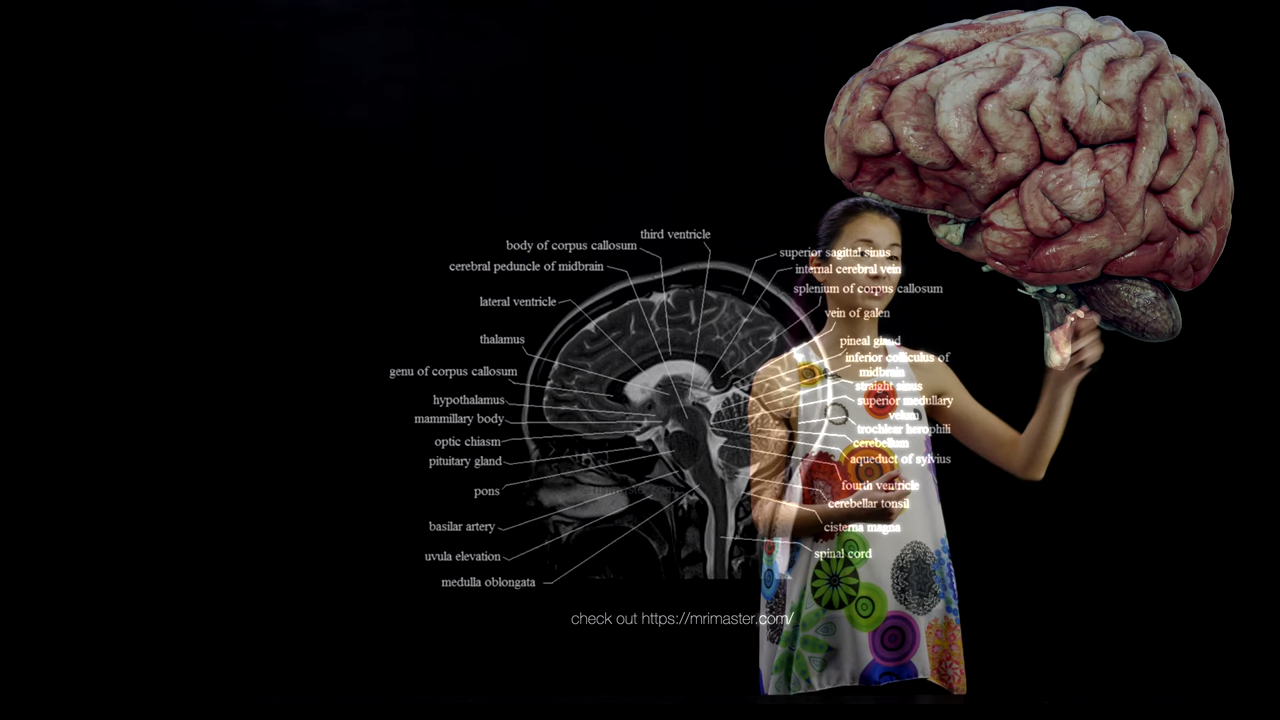 third ventricle
body of corpus callosum
cerebral peduncle of midbrain
lateral ventricle
thalamus
genu of corpus callosum
hypothalamus
mammillary body
optic chiasm
pituitary gland
pons
basilar artery
uvula elevation
medulla oblongata
superior sagittal sinus
internal cerebral vein
splenium of corpus callosum
vein of galen
pineal gland
inferior colliculus of
midbrain
straight sinus
superior medullary
velum
trochlear herophili
cerebellum
aqueduct of sylvius
fourth ventricle
cerebellar tonsil
cisterna magna
spinal cord
check out https://mrimaster.com/